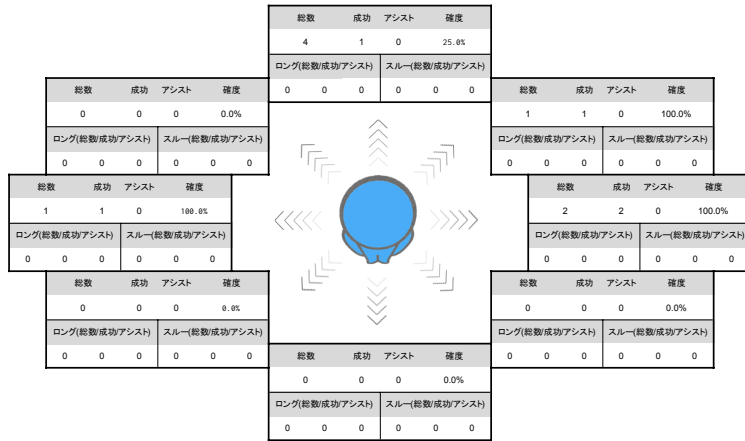 総数 成功 アシスト 確度
4 1 0 25.0%
ロング(総数/成功/アシスト) スルー(総数/成功/アシスト)
0 0 0 0 0 0
総数 成功 アシスト 確度
0 0 0 0.0%
ロング(総数/成功/アシスト) スルー(総数/成功/アシスト)
0 0 0 0 0 0
総数 成功 アシスト 確度
1 1 0 100.0%
ロング(総数/成功/アシスト) スルー(総数/成功/アシスト)
0 0 0 0 0 0
総数 成功 アシスト 確度
1 1 0 100.0%
ロング(総数/成功/アシスト) スルー(総数/成功/アシスト)
0 0 0 0 0 0
総数 成功 アシスト 確度
2 2 0 100.0%
ロング(総数/成功/アシスト) スルー(総数/成功/アシスト)
0 0 0 0 0 0
総数 成功 アシスト 確度
0 0 0 0.0%
ロング(総数/成功/アシスト) スルー(総数/成功/アシスト)
0 0 0 0 0 0
総数 成功 アシスト 確度
0 0 0 0.0%
ロング(総数/成功/アシスト) スルー(総数/成功/アシスト)
0 0 0 0 0 0
総数 成功 アシスト 確度
0 0 0 0.0%
ロング(総数/成功/アシスト) スルー(総数/成功/アシスト)
0 0 0 0 0 0